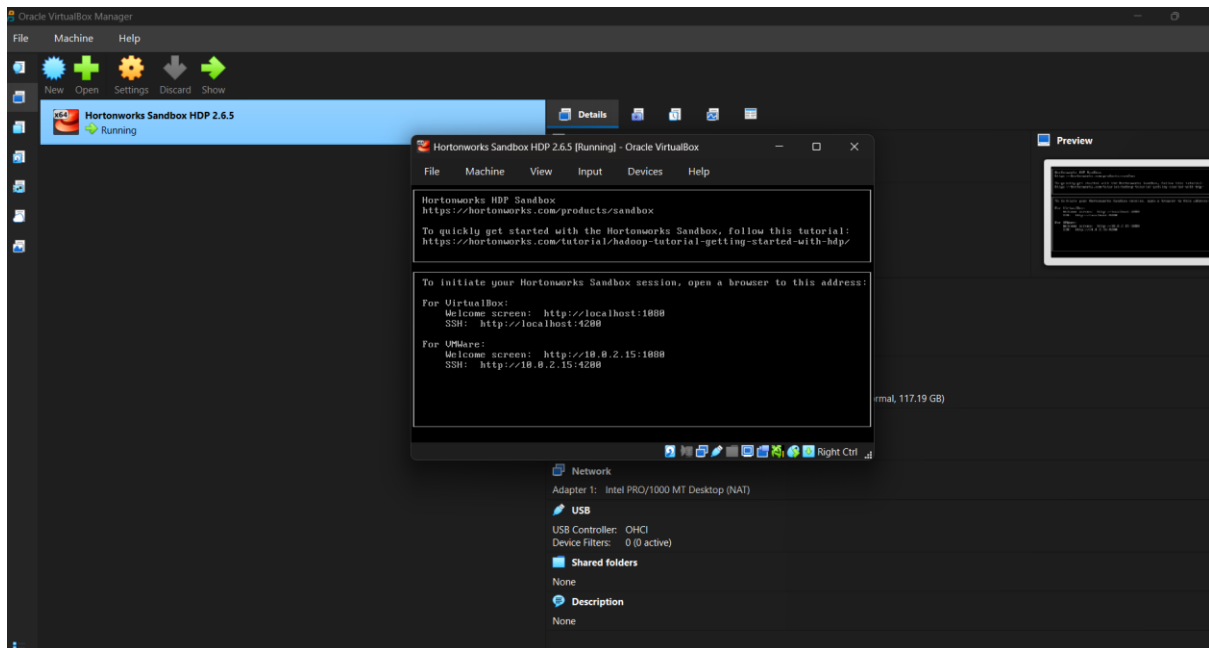 Oracle VirtualBox Manager
File Machine Help
New Open Settings Discard Show
x64 Hortonworks Sandbox HDP 2.6.5
Running
Details
Preview
Hortonworks Sandbox HDP 2.6.5 [Running] - Oracle VirtualBox
File Machine View Input Devices Help
Hortonworks HDP Sandbox
https://hortonworks.com/products/sandbox
To quickly get started with the Hortonworks Sandbox, follow this tutorial:
https://hortonworks.com/tutorial/hadoop-tutorial-getting-started-with-hdp/
To initiate your Hortonworks Sandbox session, open a browser to this address:
For VirtualBox:
Welcome screen: http://localhost:1080
SSH: http://localhost:4200
For VMWare:
Welcome screen: http://10.0.2.15:1080
SSH: http://10.0.2.15:4200
Right Ctrl
rmal, 117.19 GB)
Network
Adapter 1: Intel PRO/1000 MT Desktop (NAT)
USB
USB Controller: OHCI
Device Filters: 0 (0 active)
Shared folders
None
Description
None